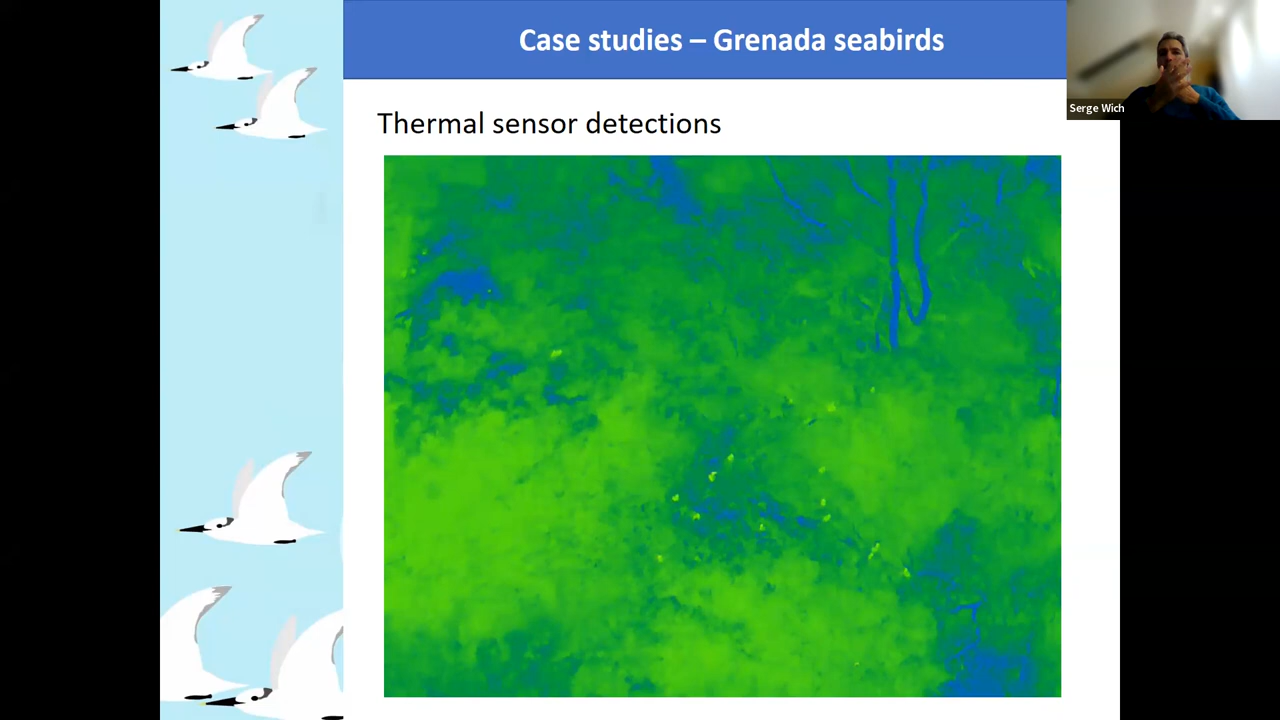 Case studies – Grenada seabirds
Serge Wich
Thermal sensor detections